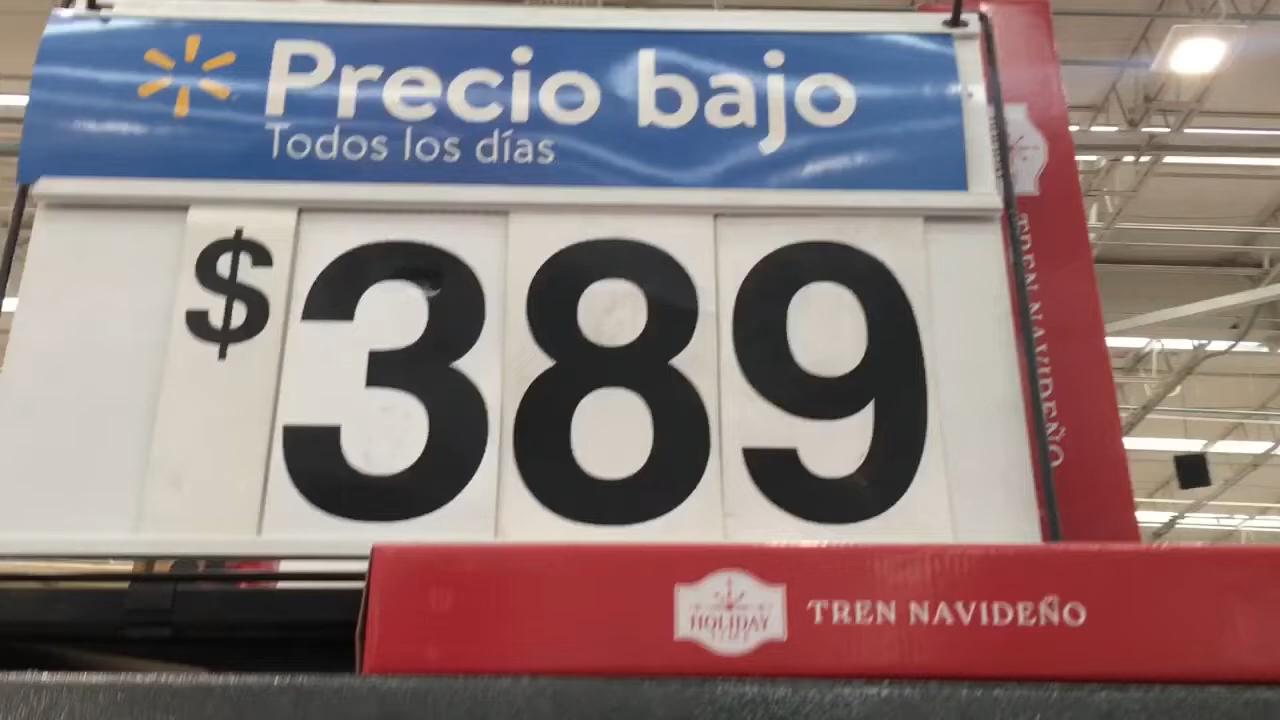 Precio bajo
Todos los días
$389
TREN NAVIDEÑO
HOLIDAY
TREN NAVIDEÑO